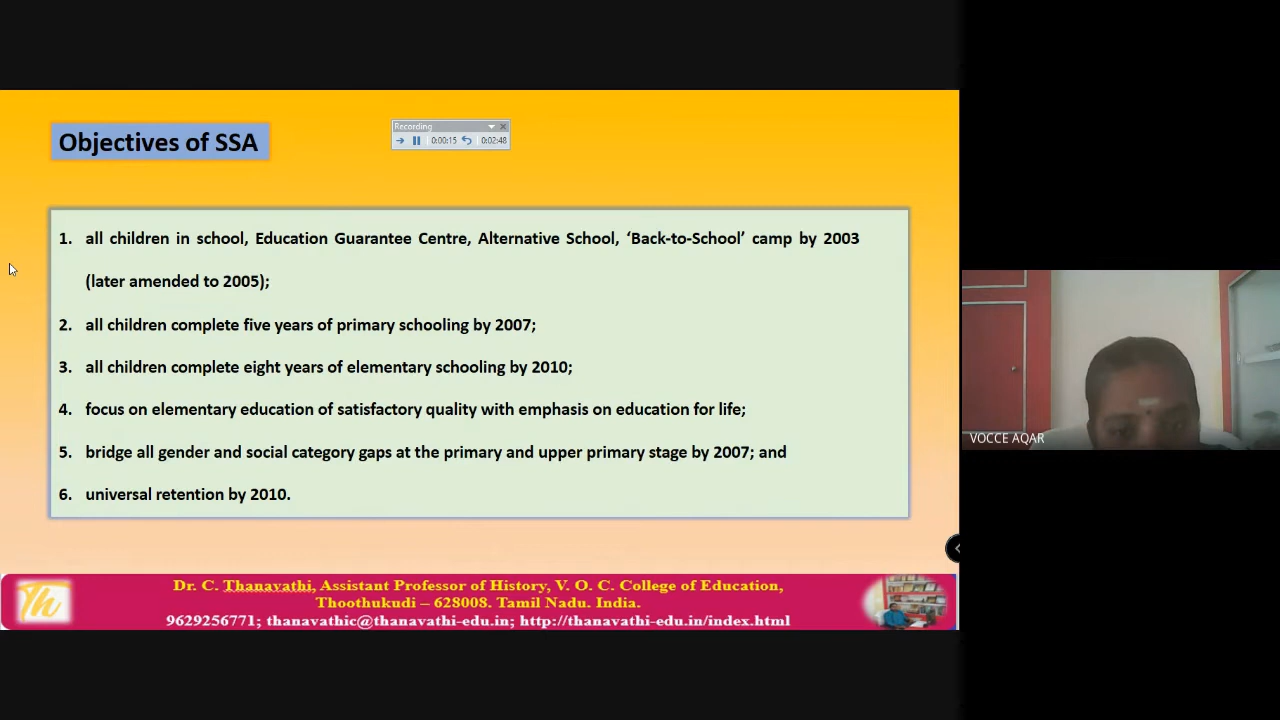 Objectives of SSA
Recording
0:00:15
0:02:48
1. all children in school, Education Guarantee Centre, Alternative School, ‘Back-to-School’ camp by 2003
(later amended to 2005);
2. all children complete five years of primary schooling by 2007;
3. all children complete eight years of elementary schooling by 2010;
4. focus on elementary education of satisfactory quality with emphasis on education for life;
5. bridge all gender and social category gaps at the primary and upper primary stage by 2007; and
6. universal retention by 2010.
VOCCE AQAR
Th
Dr. C. Thanavathi, Assistant Professor of History, V. O. C. College of Education,
Thoothukudi – 628008. Tamil Nadu. India.
9629256771; thanavathic@thanavathi-edu.in; http://thanavathi-edu.in/index.html